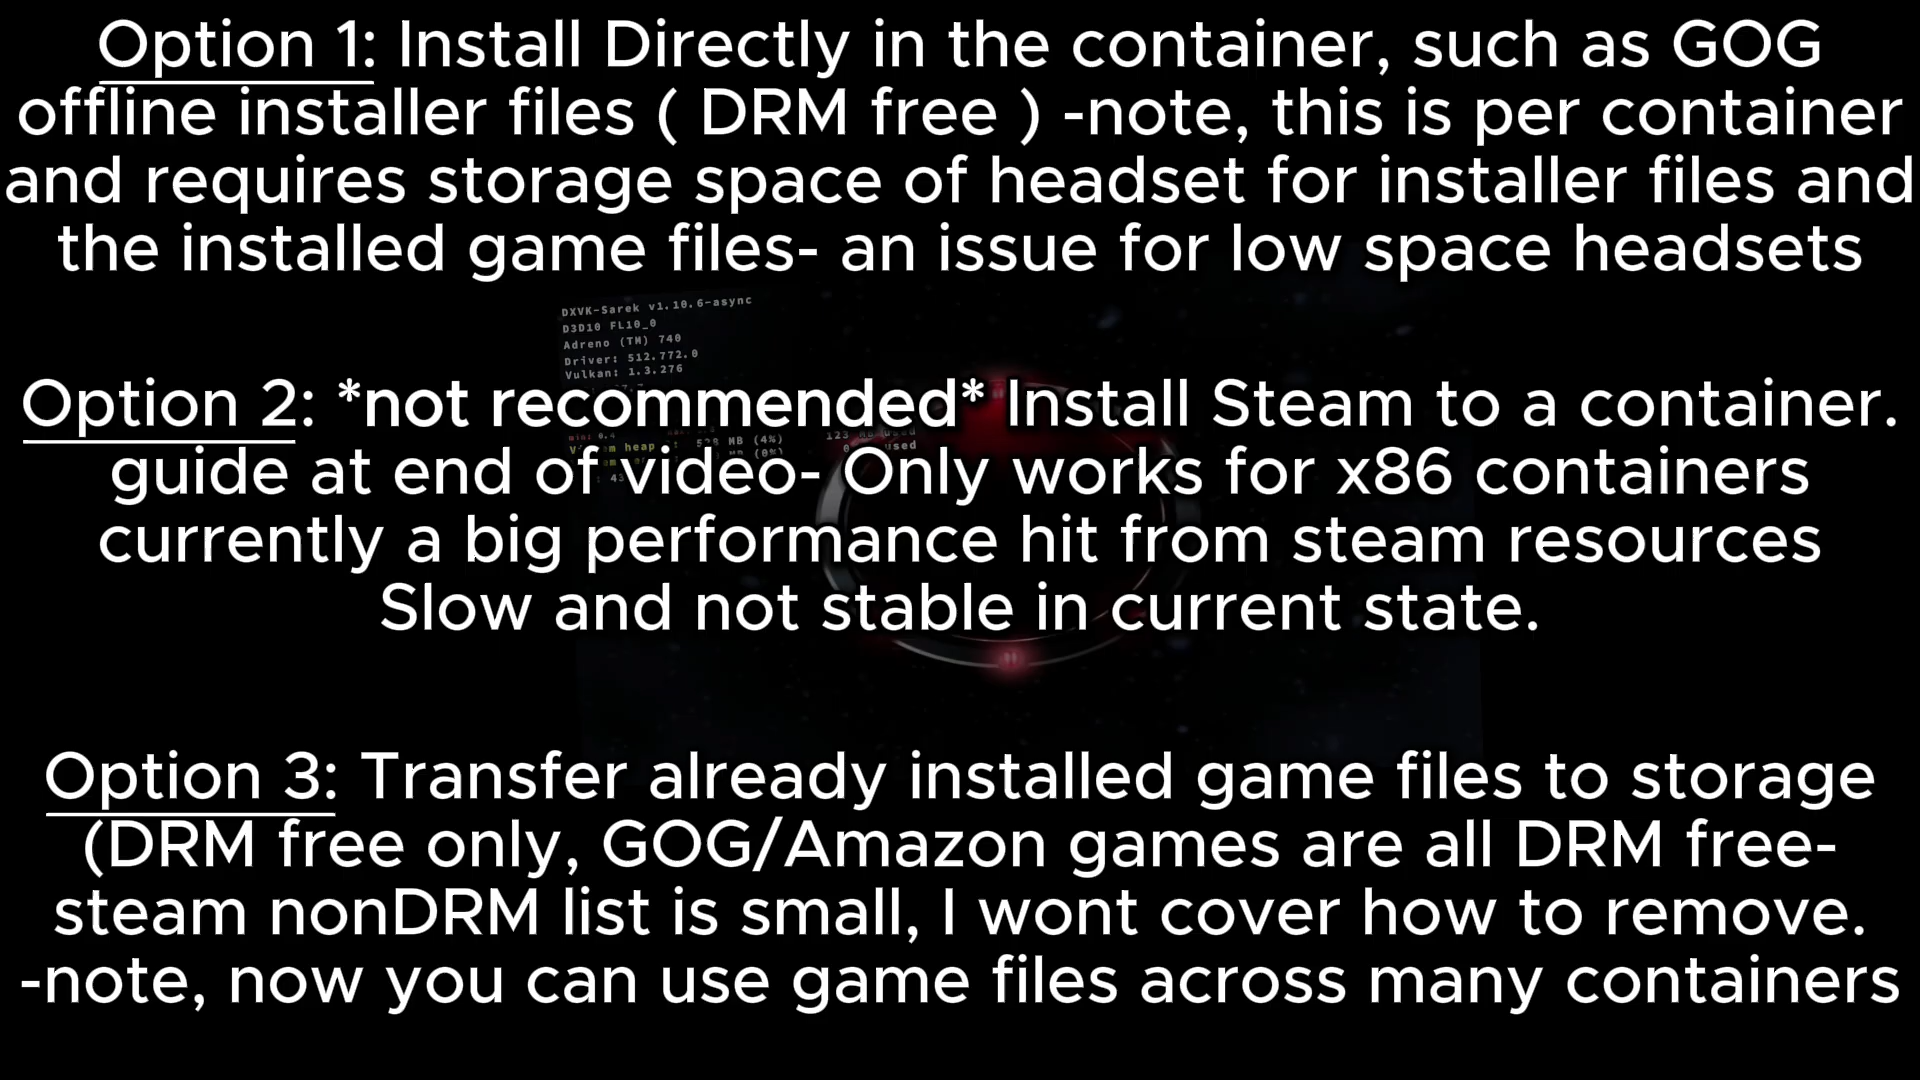 Option 1: Install Directly in the container, such as GOG
offline installer files ( DRM free ) -note, this is per container
and requires storage space of headset for installer files and
the installed game files- an issue for low space headsets
DXVK-Sarek v1.10.6-async
D3D10 FL10_0
Adreno (TM) 740
Driver: 512.772.0
Vulkan: 1.3.276
Option 2: *not recommended* Install Steam to a container.
guide at end of video- Only works for x86 containers
currently a big performance hit from steam resources
Slow and not stable in current state.
Option 3: Transfer already installed game files to storage
(DRM free only, GOG/Amazon games are all DRM free-
steam nonDRM list is small, I wont cover how to remove.
-note, now you can use game files across many containers